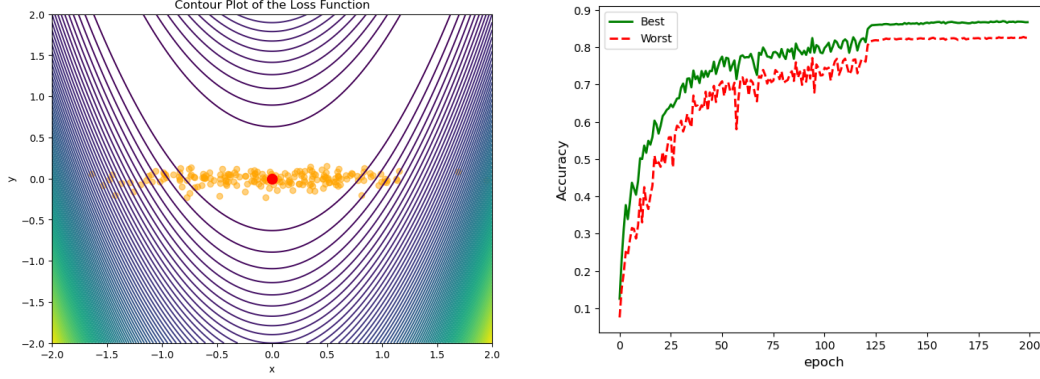 Contour Plot of the Loss Function
2.0
1.5
1.0
0.5
0.0
−0.5
−1.0
−1.5
−2.0
y
−2.0 −1.5 −1.0 −0.5 0.0 0.5 1.0 1.5 2.0
x
Best
Worst
0.9
0.8
0.7
0.6
0.5
0.4
0.3
0.2
0.1
Accuracy
0 25 50 75 100 125 150 175 200
epoch